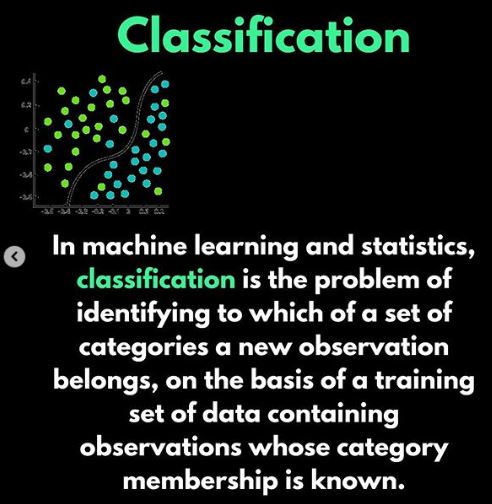 Classification
In machine learning and statistics,
classification is the problem of
identifying to which of a set of
categories a new observation
belongs, on the basis of a training
set of data containing
observations whose category
membership is known.